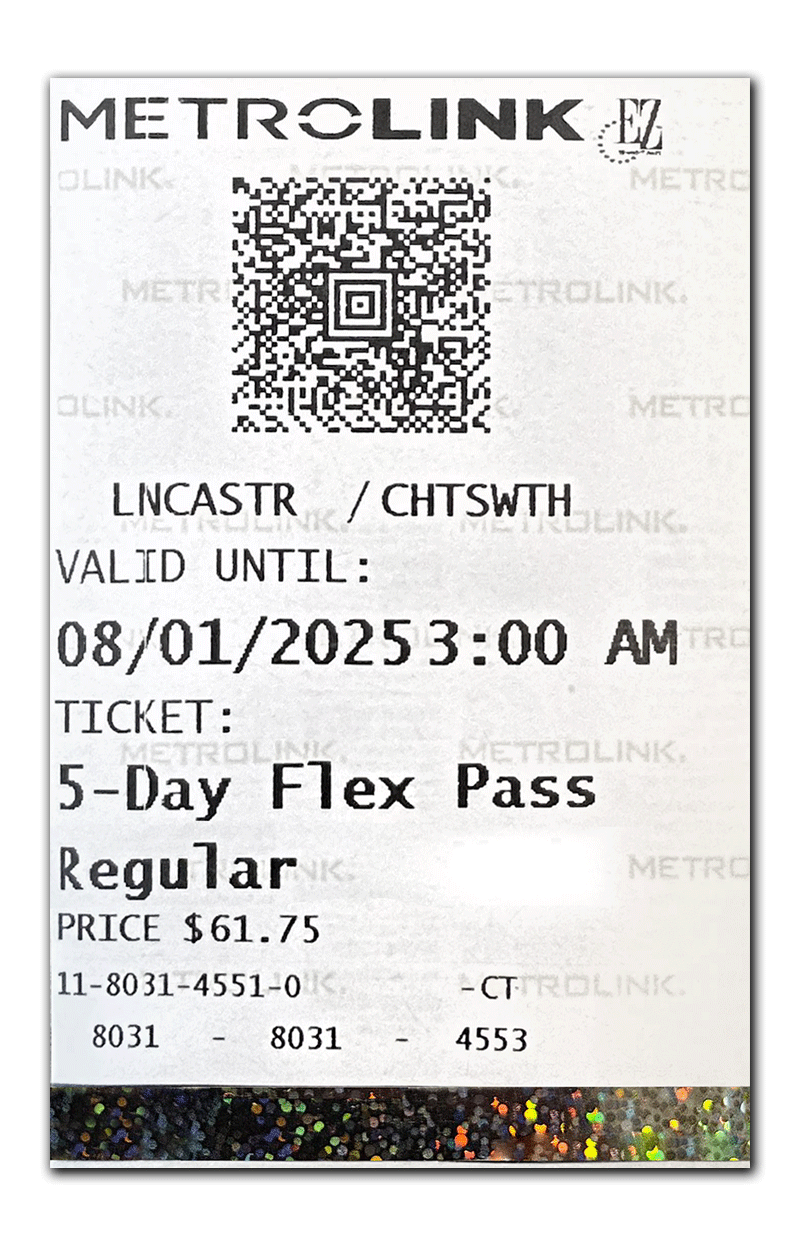 METROLINK EZ
LNCASTR / CHTSWTH
VALID UNTIL:
08/01/2025 3:00 AM
TICKET:
5-Day Flex Pass
Regular
PRICE $61.75
11-8031-4551-0 -CT
8031 - 8031 - 4553